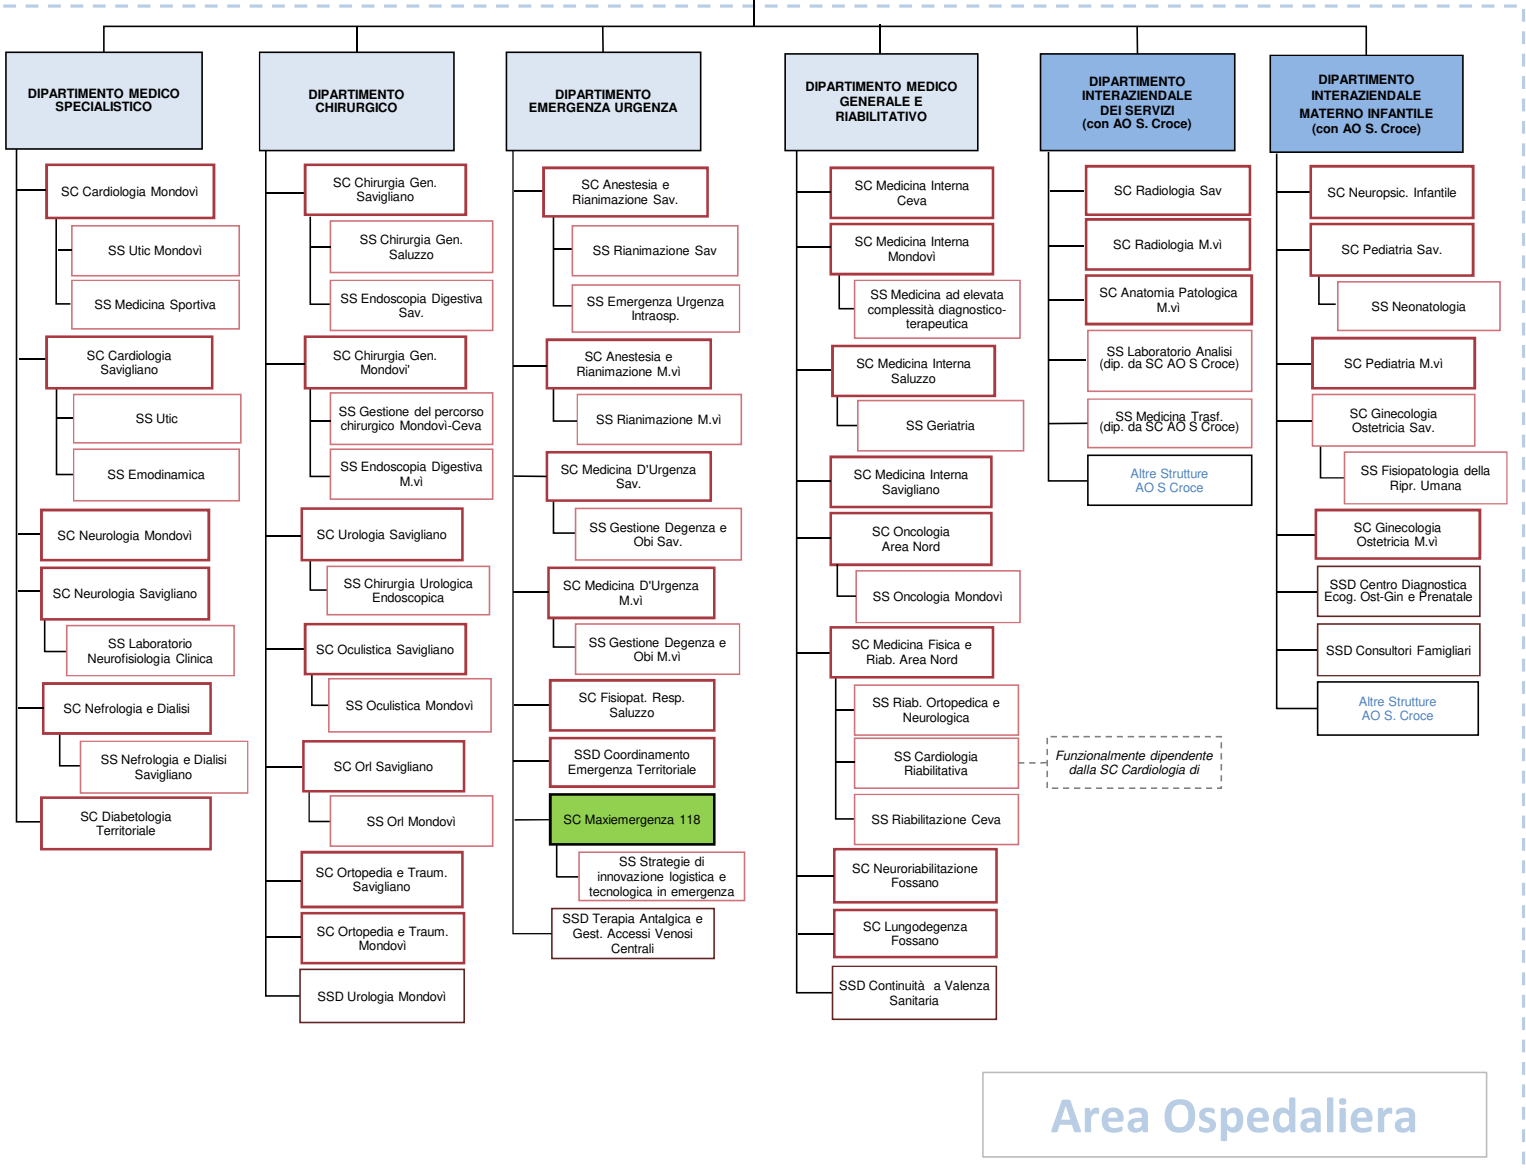 DIPARTIMENTO MEDICO
SPECIALISTICO
SC Cardiologia Mondovì
SS Utic Mondovì
SS Medicina Sportiva
SC Cardiologia
Savigliano
SS Utic
SS Emodinamica
SC Neurologia Mondovì
SC Neurologia Savigliano
SS Laboratorio
Neurofisiologia Clinica
SC Nefrologia e Dialisi
SS Nefrologia e Dialisi
Savigliano
SC Diabetologia
Territoriale
DIPARTIMENTO
CHIRURGICO
SC Chirurgia Gen.
Savigliano
SS Chirurgia Gen.
Saluzzo
SS Endoscopia Digestiva
Sav.
SC Chirurgia Gen.
Mondovi'
SS Gestione del percorso
chirurgico Mondovì-Ceva
SS Endoscopia Digestiva
M.vì
SC Urologia Savigliano
SS Chirurgia Urologica
Endoscopica
SC Oculistica Savigliano
SS Oculistica Mondovì
SC Orl Savigliano
SS Orl Mondovì
SC Ortopedia e Traum.
Savigliano
SC Ortopedia e Traum.
Mondovì
SSD Urologia Mondovì
DIPARTIMENTO
EMERGENZA URGENZA
SC Anestesia e
Rianimazione Sav.
SS Rianimazione Sav
SS Emergenza Urgenza
Intraosp.
SC Anestesia e
Rianimazione M.vì
SS Rianimazione M.vì
SC Medicina D'Urgenza
Sav.
SS Gestione Degenza e
Obi Sav.
SC Medicina D'Urgenza
M.vì
SS Gestione Degenza e
Obi M.vì
SC Fisiopat. Resp.
Saluzzo
SSD Coordinamento
Emergenza Territoriale
SC Maxiemergenza 118
SS Strategie di
innovazione logistica e
tecnologica in emergenza
SSD Terapia Antalgica e
Gest. Accessi Venosi
Centrali
DIPARTIMENTO MEDICO
GENERALE E
RIABILITATIVO
SC Medicina Interna
Ceva
SC Medicina Interna
Mondovì
SS Medicina ad elevata
complessità diagnostico-
terapeutica
SC Medicina Interna
Saluzzo
SS Geriatria
SC Medicina Interna
Savigliano
SC Oncologia
Area Nord
SS Oncologia Mondovì
SC Medicina Fisica e
Riab. Area Nord
SS Riab. Ortopedica e
Neurologica
SS Cardiologia
Riabilitativa
Funzionalmente dipendente
dalla SC Cardiologia di
SS Riabilitazione Ceva
SC Neuroriabilitazione
Fossano
SC Lungodegenza
Fossano
SSD Continuità a Valenza
Sanitaria
DIPARTIMENTO
INTERAZIENDALE
DEI SERVIZI
(con AO S. Croce)
SC Radiologia Sav
SC Radiologia M.vì
SC Anatomia Patologica
M.vì
SS Laboratorio Analisi
(dip. da SC AO S Croce)
SS Medicina Trasf.
(dip. da SC AO S Croce)
Altre Strutture
AO S Croce
DIPARTIMENTO
INTERAZIENDALE
MATERNO INFANTILE
(con AO S. Croce)
SC Neuropsic. Infantile
SC Pediatria Sav.
SS Neonatologia
SC Pediatria M.vì
SC Ginecologia
Ostetricia Sav.
SS Fisiopatologia della
Ripr. Umana
SC Ginecologia
Ostetricia M.vì
SSD Centro Diagnostica
Ecog. Ost-Gin e Prenatale
SSD Consultori Famigliari
Altre Strutture
AO S. Croce
Area Ospedaliera